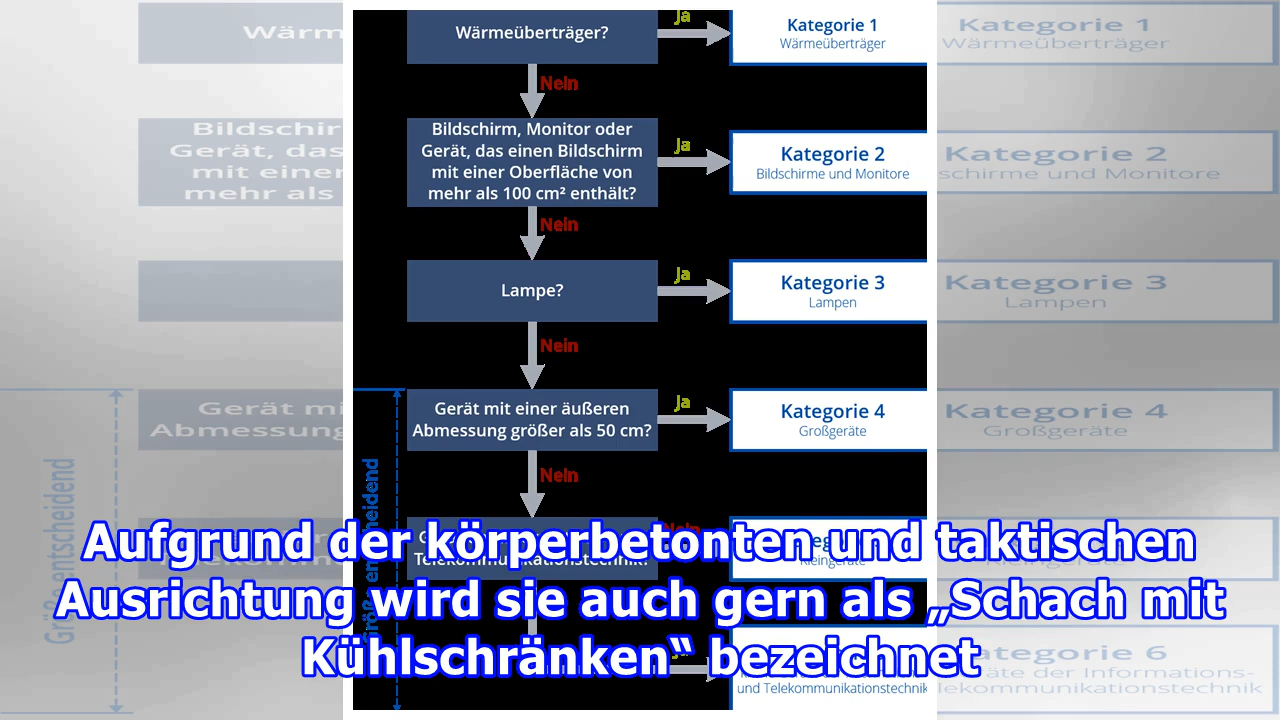 Wärmeüberträger?
Ja
Kategorie 1
Wärmeüberträger
Nein
Bildschirm, Monitor oder
Gerät, das einen Bildschirm
mit einer Oberfläche von
mehr als 100 cm² enthält?
Ja
Kategorie 2
Bildschirme und Monitore
Nein
Lampe?
Ja
Kategorie 3
Lampen
Nein
Gerät mit einer äußeren
Abmessung größer als 50 cm?
Ja
Kategorie 4
Großgeräte
Nein
Größe entscheidend
Kleingeräte
Aufgrund der körperbetonten und taktischen
Ausrichtung wird sie auch gern als „Schach mit
Kühlschränken“ bezeichnet
und Telekommunikationstechnik
Kategorie 1
Wärmeüberträger
Kategorie 2
Kategorie 3
Lampen
Kategorie 4
Großgeräte